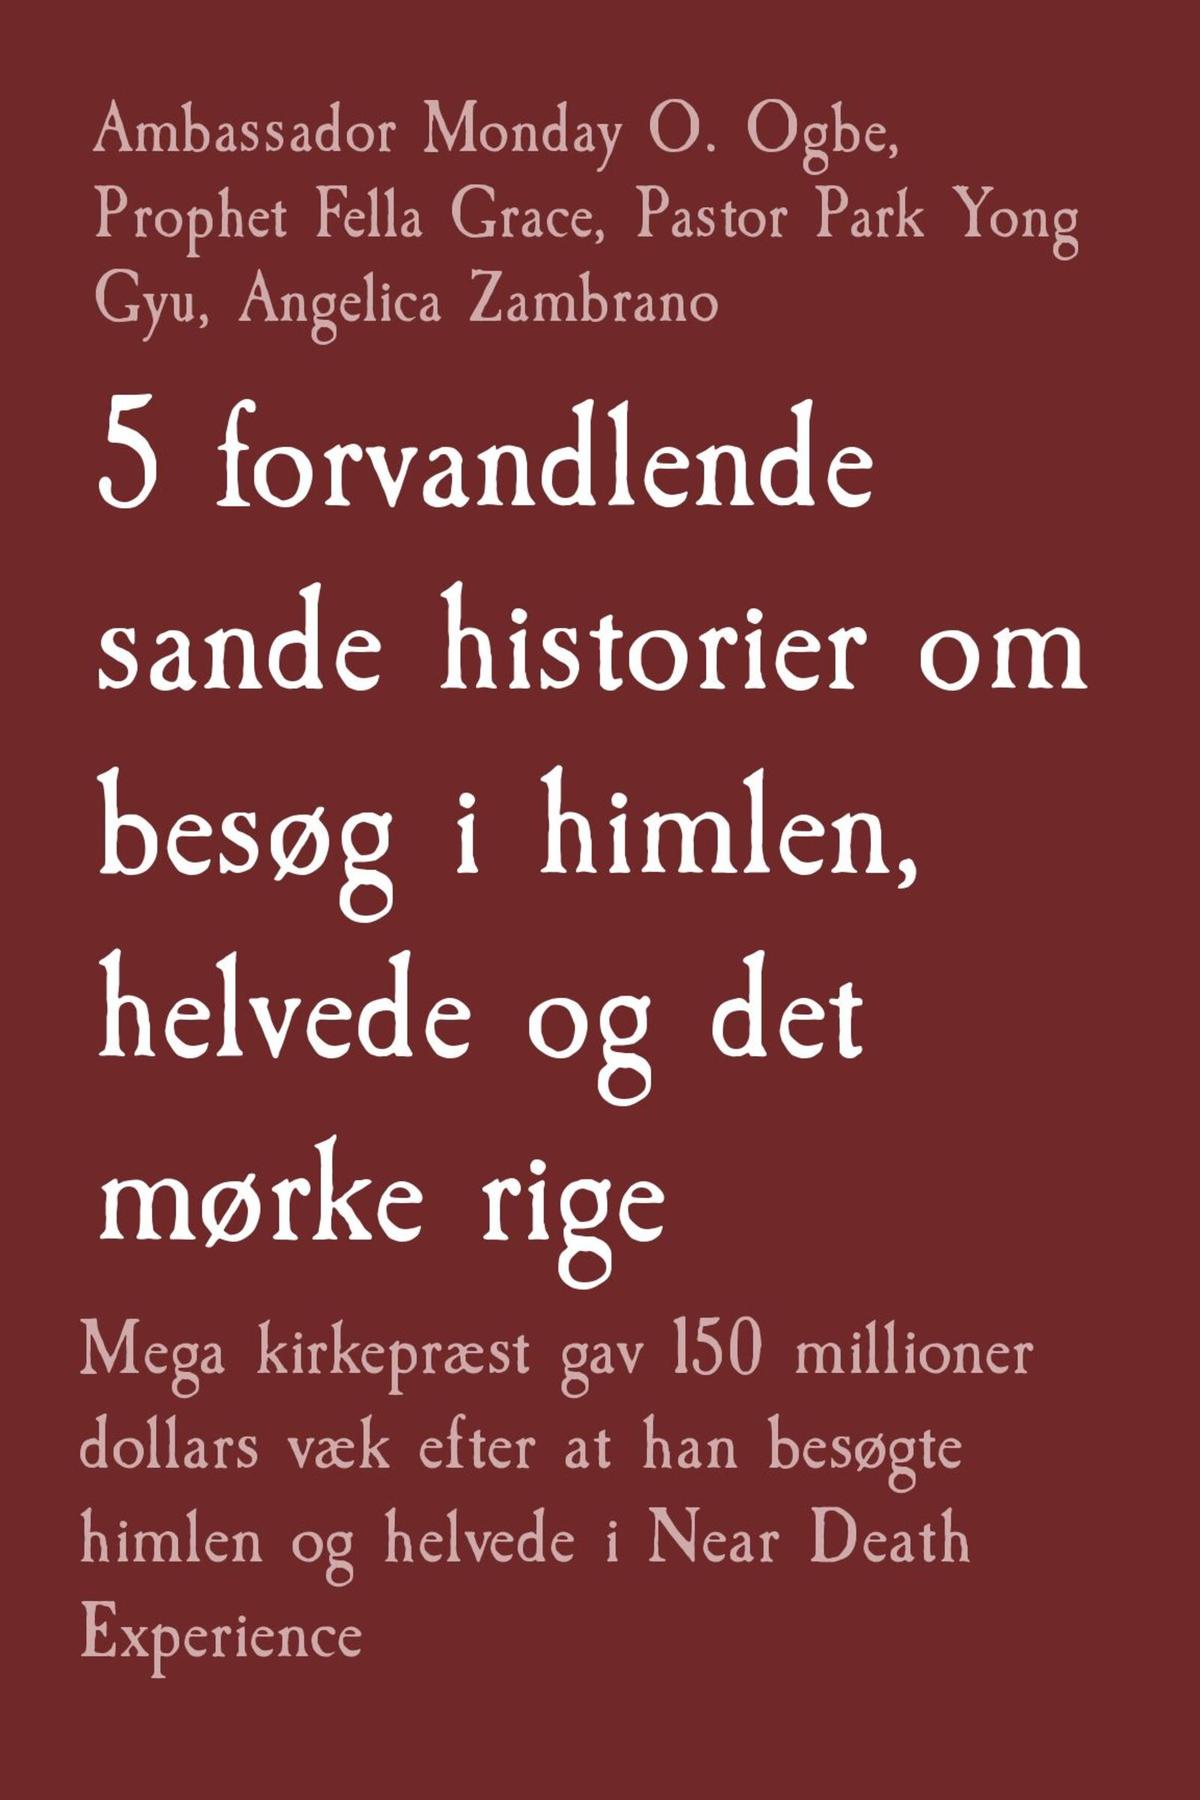 Ambassador Monday O. Ogbe,
Prophet Fella Grace, Pastor Park Yong
Gyu, Angelica Zambrano
5 forvandlende
sande historier om
besøg i himlen,
helvede og det
mørke rige
Mega kirkepræst gav 150 millioner
dollars væk efter at han besøgte
himlen og helvede i Near Death
Experience